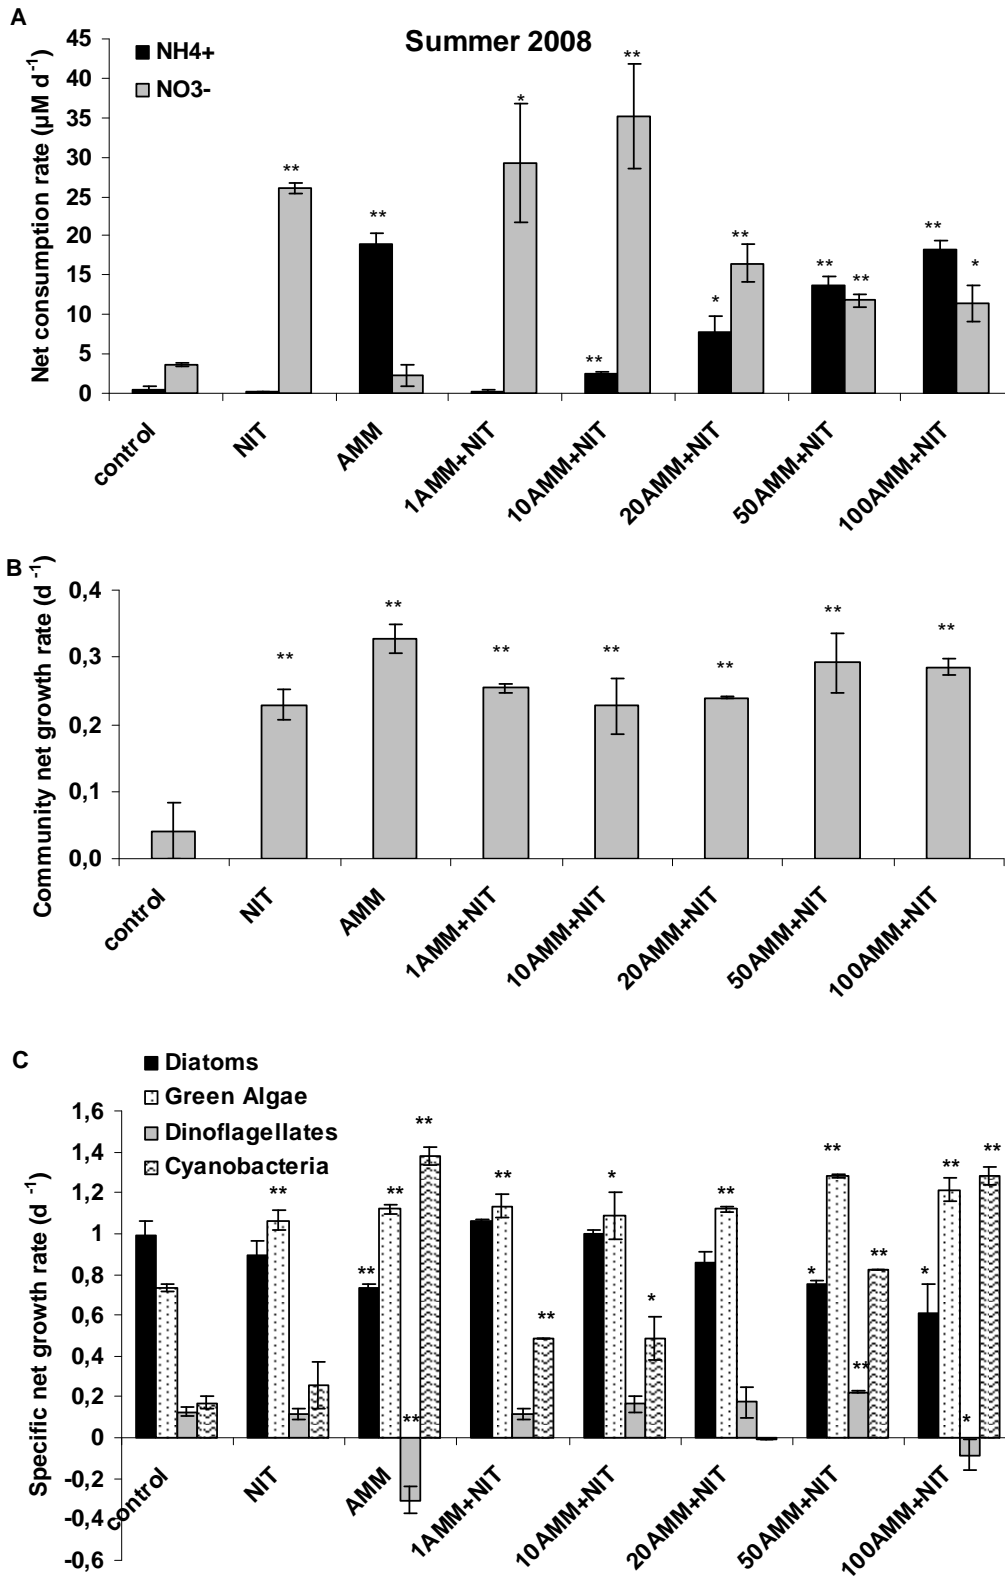 A
Summer 2008
NH4+
NO3-
Net consumption rate (µM d⁻¹)
45
40
35
30
25
20
15
10
5
0
** ** * ** ** * ** ** ** ** *
control NIT AMM 1AMM+NIT 10AMM+NIT 20AMM+NIT 50AMM+NIT 100AMM+NIT
B
Community net growth rate (d ⁻¹)
0,4
0,3
0,2
0,1
0,0
** ** ** ** ** ** **
control NIT AMM 1AMM+NIT 10AMM+NIT 20AMM+NIT 50AMM+NIT 100AMM+NIT
C
Diatoms
Green Algae
Dinoflagellates
Cyanobacteria
Specific net growth rate (d ⁻¹)
1,6
1,4
1,2
1
0,8
0,6
0,4
0,2
0
-0,2
-0,4
-0,6
** ** ** ** ** ** ** * * ** * ** ** ** * ** * **
control NIT AMM 1AMM+NIT 10AMM+NIT 20AMM+NIT 50AMM+NIT 100AMM+NIT